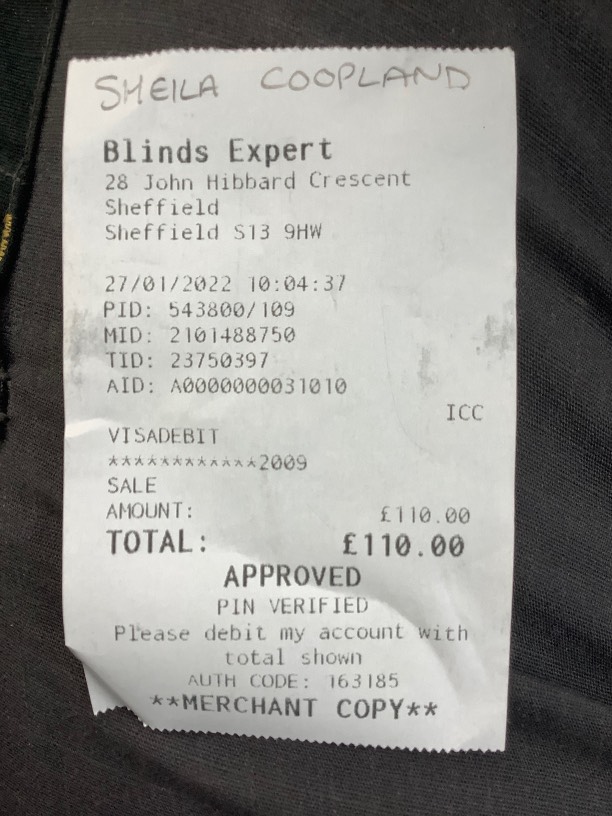 SHEILA COOPLAND
Blinds Expert
28 John Hibbard Crescent
Sheffield
Sheffield S13 9HW
27/01/2022 10:04:37
PID: 543800/109
MID: 2101488750
TID: 23750397
AID: A0000000031010
ICC
VISADEBIT
************2009
SALE
AMOUNT: £110.00
TOTAL: £110.00
APPROVED
PIN VERIFIED
Please debit my account with
total shown
AUTH CODE: 163185
**MERCHANT COPY**